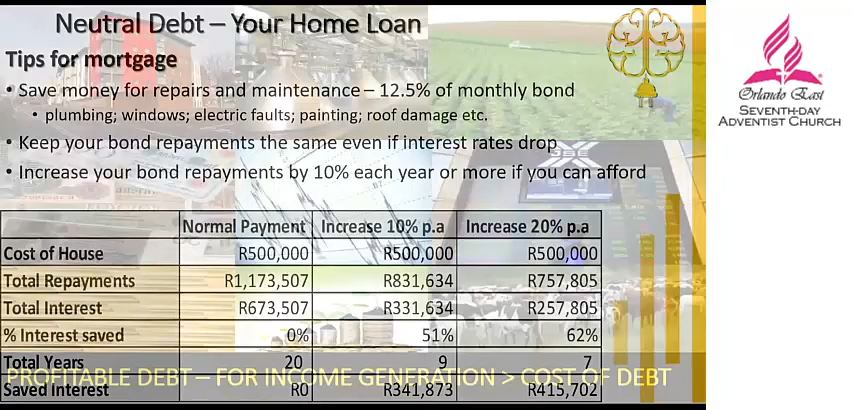 Neutral Debt – Your Home Loan
Tips for mortgage
• Save money for repairs and maintenance – 12.5% of monthly bond
• plumbing; windows; electric faults; painting; roof damage etc.
• Keep your bond repayments the same even if interest rates drop
• Increase your bond repayments by 10% each year or more if you can afford
Normal Payment Increase 10% p.a Increase 20% p.a
Cost of House R500,000 R500,000 R500,000
Total Repayments R1,173,507 R831,634 R757,805
Total Interest R673,507 R331,634 R257,805
% Interest saved 0% 51% 62%
Total Years 20 9 7
PROFITABLE DEBT – FOR INCOME GENERATION > COST OF DEBT
Saved Interest R0 R341,873 R415,702
Orlando East
SEVENTH-DAY
ADVENTIST CHURCH